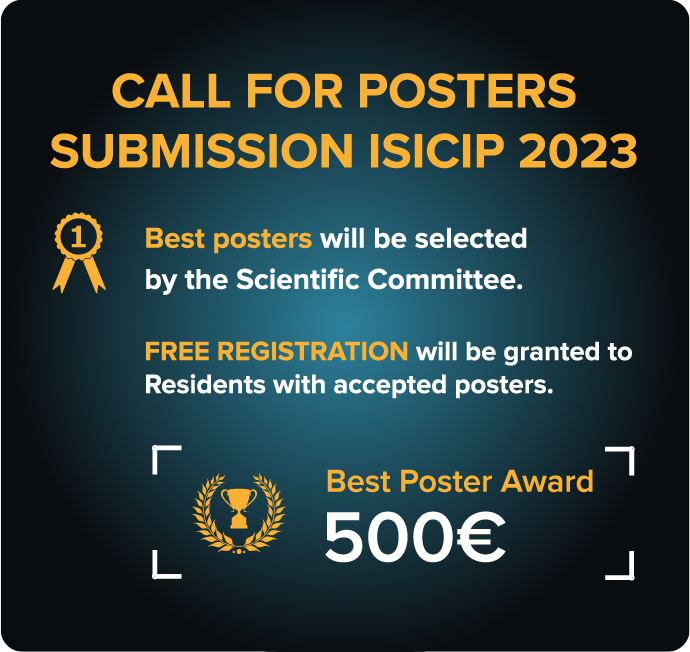 CALL FOR POSTERS
SUBMISSION ISICIP 2023
1
Best posters will be selected
by the Scientific Committee.
FREE REGISTRATION will be granted to
Residents with accepted posters.
Best Poster Award
500€